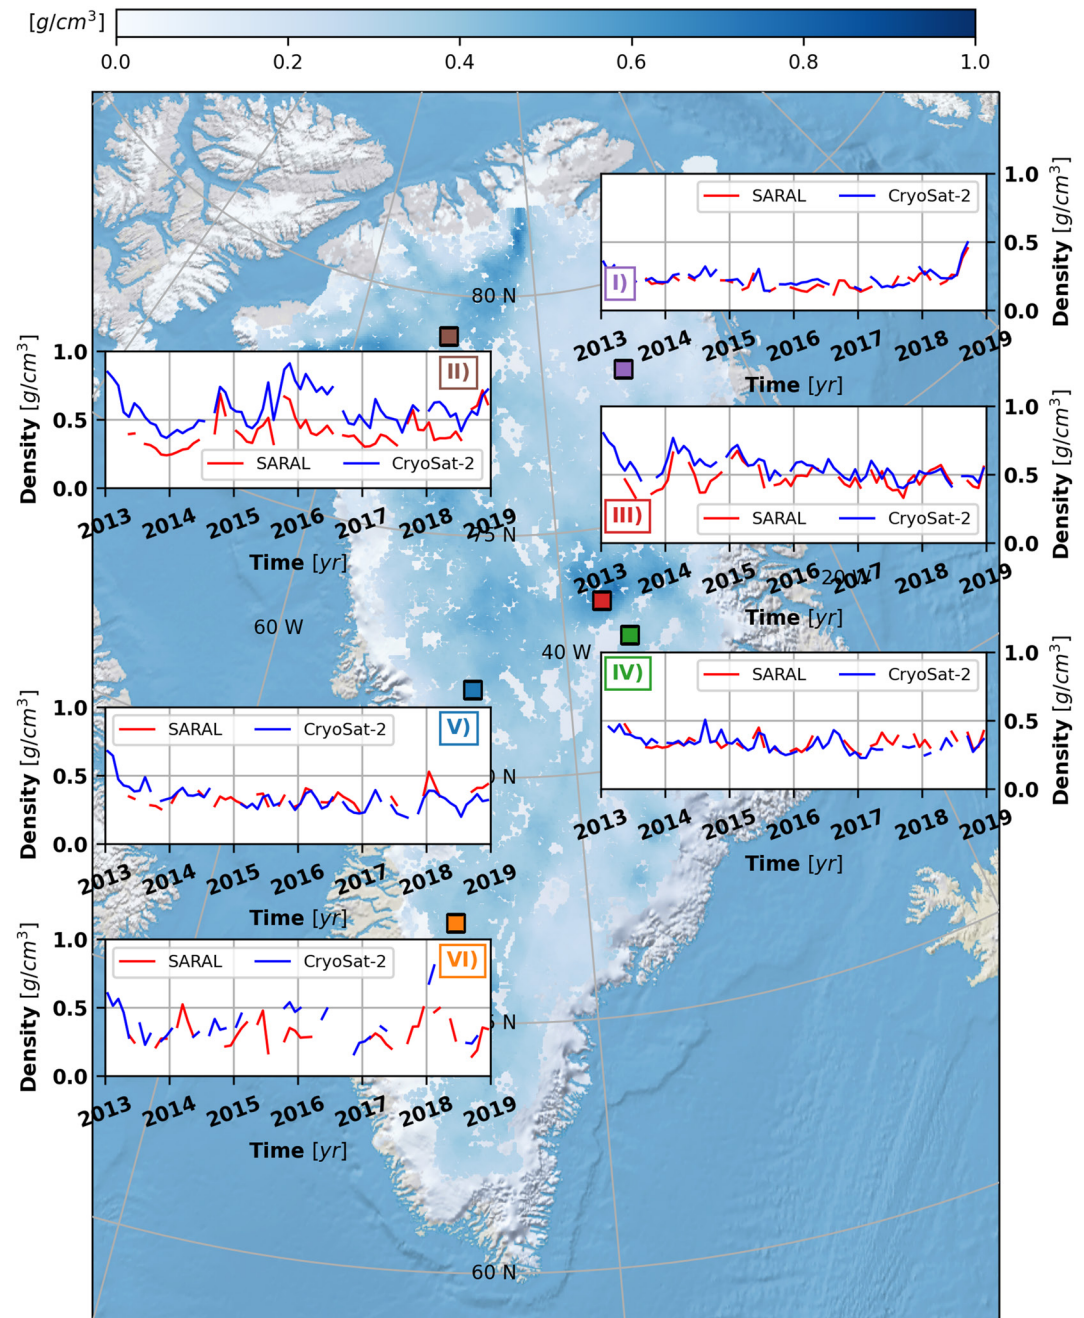 [g/cm³]
0.0 0.2 0.4 0.6 0.8 1.0
80 N
75 N
60 W
40 W
20 W
0 N
5 N
60 N
I)
SARAL CryoSat-2
1.0
0.5
0.0
Density [g/cm³]
2013 2014 2015 2016 2017 2018 2019
Time [yr]
II)
SARAL CryoSat-2
1.0
0.5
0.0
Density [g/cm³]
2013 2014 2015 2016 2017 2018 2019
Time [yr]
III)
SARAL CryoSat-2
1.0
0.5
0.0
Density [g/cm³]
2013 2014 2015 2016 2017 2018 2019
Time [yr]
IV)
SARAL CryoSat-2
1.0
0.5
0.0
Density [g/cm³]
2013 2014 2015 2016 2017 2018 2019
Time [yr]
V)
SARAL CryoSat-2
1.0
0.5
0.0
Density [g/cm³]
2013 2014 2015 2016 2017 2018 2019
Time [yr]
VI)
SARAL CryoSat-2
1.0
0.5
0.0
Density [g/cm³]
2013 2014 2015 2016 2017 2018 2019
Time [yr]